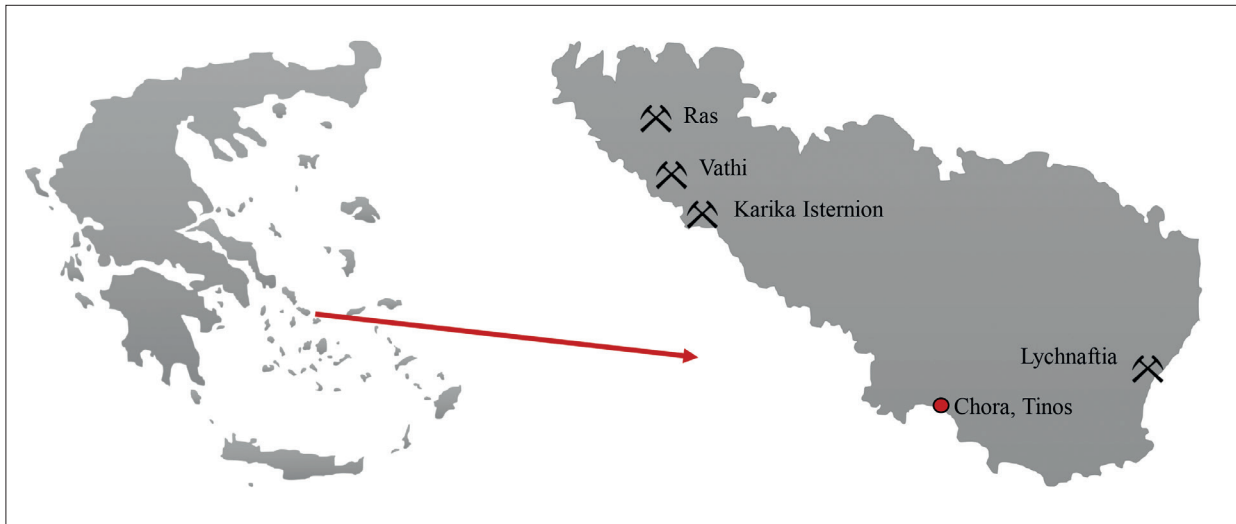 Ras
Vathi
Karika Isternion
Lychnaftia
Chora, Tinos